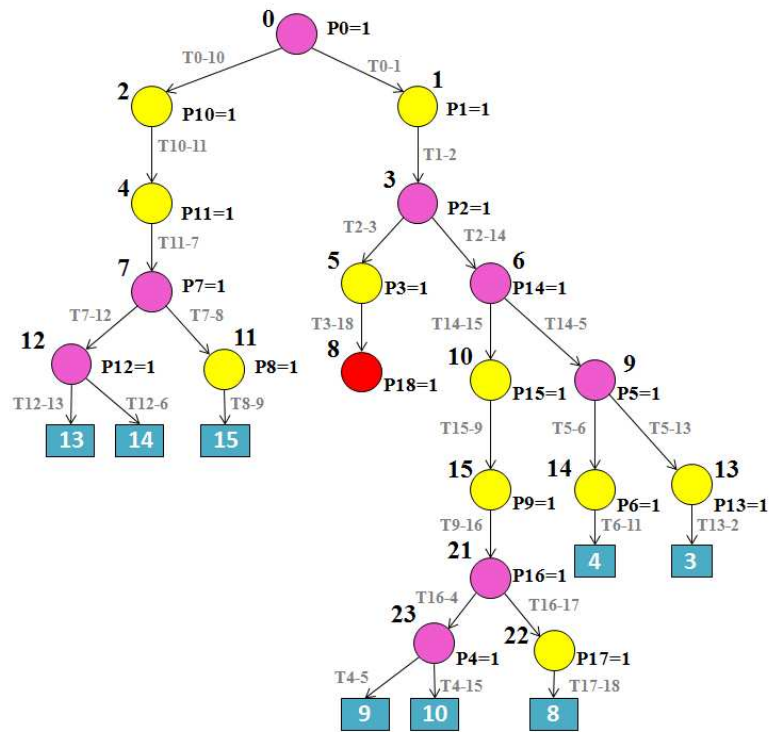 0
P0=1
T0-10
T0-1
2
P10=1
1
P1=1
T10-11
T1-2
4
P11=1
3
P2=1
T11-7
T2-3
T2-14
7
P7=1
5
P3=1
6
P14=1
T7-12
T7-8
T3-18
T14-15
T14-5
12
P12=1
11
P8=1
8
P18=1
10
P15=1
9
P5=1
T12-13
T12-6
T8-9
T15-9
T5-6
T5-13
13
14
15
15
P9=1
14
P6=1
13
P13=1
T9-16
T6-11
T13-2
21
P16=1
4
3
T16-4
T16-17
23
P4=1
22
P17=1
T4-5
T4-15
T17-18
9
10
8